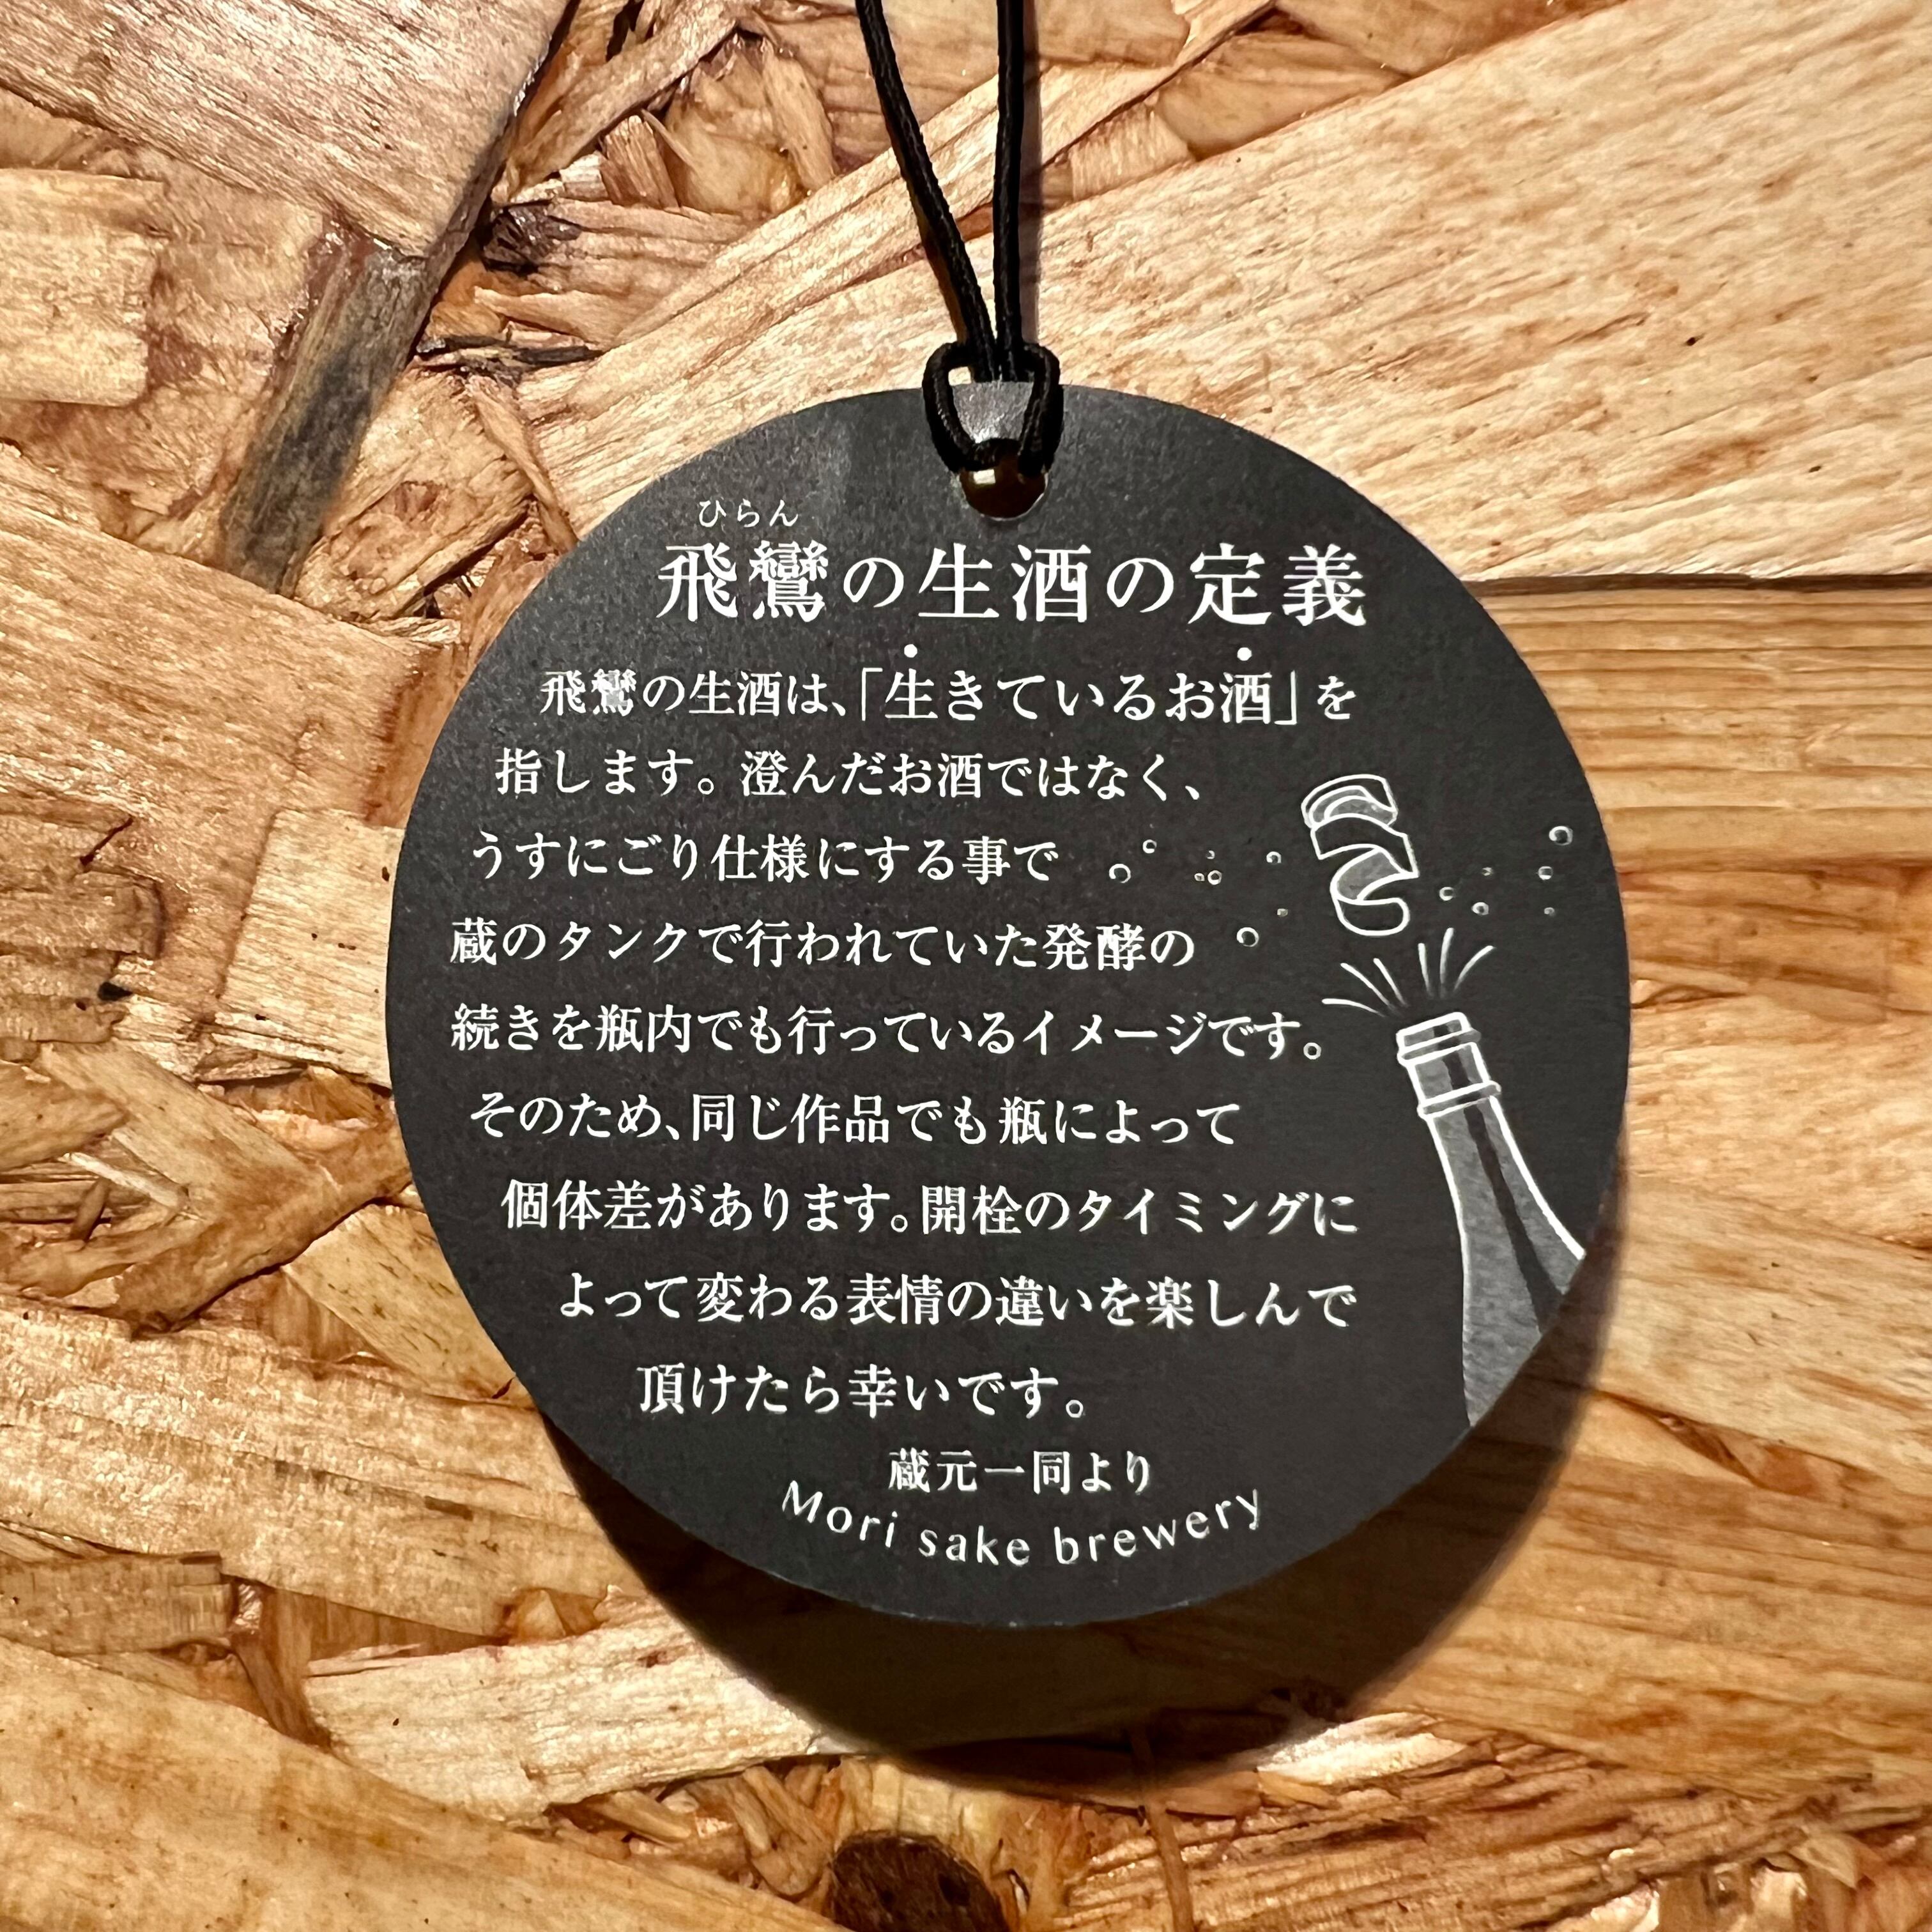 ひらん
飛鸞の生酒の定義
飛鸞の生酒は、「生きているお酒」を
指します。澄んだお酒ではなく、
うすにごり仕様にする事で
蔵のタンクで行われていた発酵の
続きを瓶内でも行っているイメージです。
そのため、同じ作品でも瓶によって
個体差があります。開栓のタイミングに
よって変わる表情の違いを楽しんで
頂けたら幸いです。
蔵元一同より
Mori sake brewery